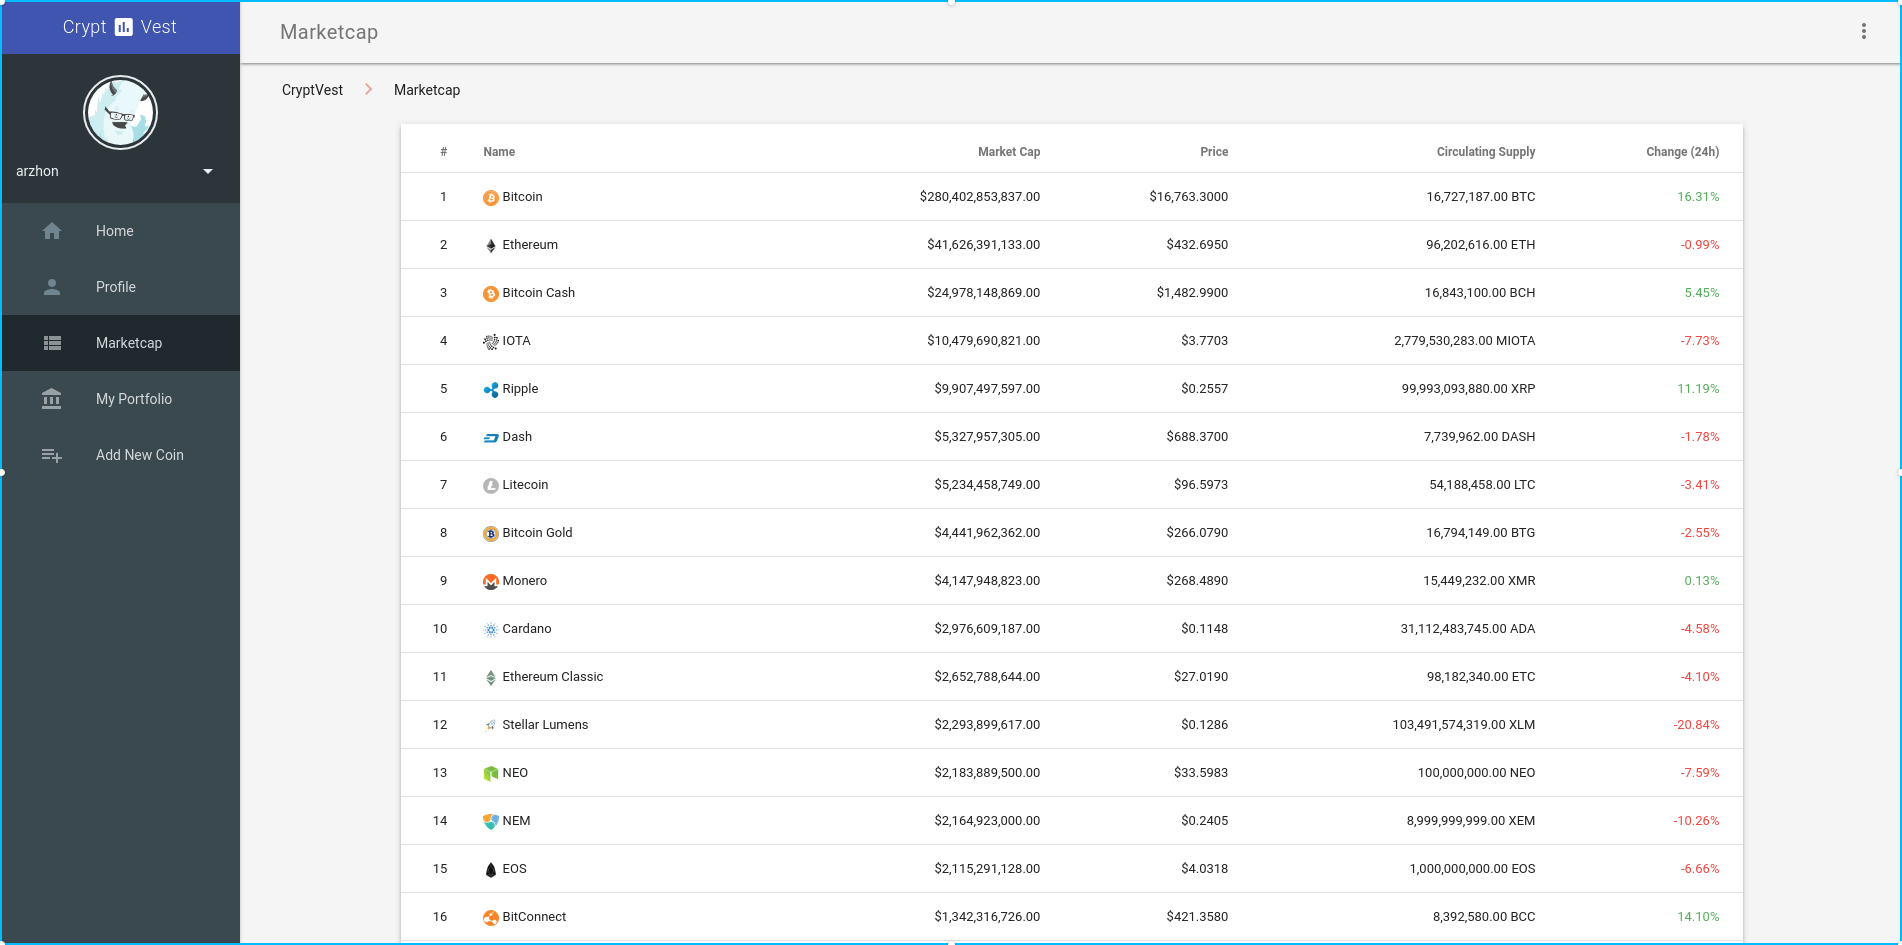 Crypt Vest
Marketcap
arzhon
Home
Profile
Marketcap
My Portfolio
Add New Coin
CryptVest Marketcap
# Name Market Cap Price Circulating Supply Change (24h)
1 Bitcoin $280,402,853,837.00 $16,763.3000 16,727,187.00 BTC 16.31%
2 Ethereum $41,626,391,133.00 $432.6950 96,202,616.00 ETH -0.99%
3 Bitcoin Cash $24,978,148,869.00 $1,482.9900 16,843,100.00 BCH 5.45%
4 IOTA $10,479,690,821.00 $3.7703 2,779,530,283.00 MIOTA -7.73%
5 Ripple $9,907,497,597.00 $0.2557 99,993,093,880.00 XRP 11.19%
6 Dash $5,327,957,305.00 $688.3700 7,739,962.00 DASH -1.78%
7 Litecoin $5,234,458,749.00 $96.5973 54,188,458.00 LTC -3.41%
8 Bitcoin Gold $4,441,962,362.00 $266.0790 16,794,149.00 BTG -2.55%
9 Monero $4,147,948,823.00 $268.4890 15,449,232.00 XMR 0.13%
10 Cardano $2,976,609,187.00 $0.1148 31,112,483,745.00 ADA -4.58%
11 Ethereum Classic $2,652,788,644.00 $27.0190 98,182,340.00 ETC -4.10%
12 Stellar Lumens $2,293,899,617.00 $0.1286 103,491,574,319.00 XLM -20.84%
13 NEO $2,183,889,500.00 $33.5983 100,000,000.00 NEO -7.59%
14 NEM $2,164,923,000.00 $0.2405 8,999,999,999.00 XEM -10.26%
15 EOS $2,115,291,128.00 $4.0318 1,000,000,000.00 EOS -6.66%
16 BitConnect $1,342,316,726.00 $421.3580 8,392,580.00 BCC 14.10%